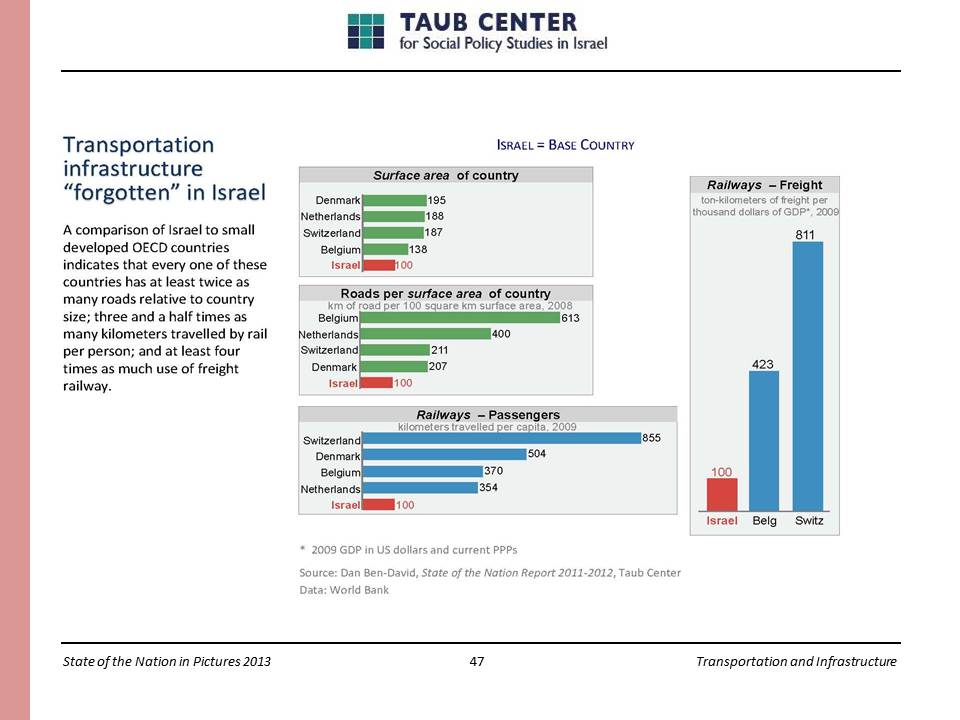 TAUB CENTER
for Social Policy Studies in Israel
Transportation
infrastructure
“forgotten” in Israel
A comparison of Israel to small
developed OECD countries
indicates that every one of these
countries has at least twice as
many roads relative to country
size; three and a half times as
many kilometers travelled by rail
per person; and at least four
times as much use of freight
railway.
ISRAEL = BASE COUNTRY
Surface area of country
Denmark 195
Netherlands 188
Switzerland 187
Belgium 138
Israel 100
Roads per surface area of country
km of road per 100 square km surface area, 2008
Belgium 613
Netherlands 400
Switzerland 211
Denmark 207
Israel 100
Railways – Passengers
kilometers travelled per capita, 2009
Switzerland 855
Denmark 504
Belgium 370
Netherlands 354
Israel 100
Railways – Freight
ton-kilometers of freight per
thousand dollars of GDP*, 2009
811
423
100
Israel Belg Switz
* 2009 GDP in US dollars and current PPPs
Source: Dan Ben-David, State of the Nation Report 2011-2012, Taub Center
Data: World Bank
State of the Nation in Pictures 2013 47 Transportation and Infrastructure